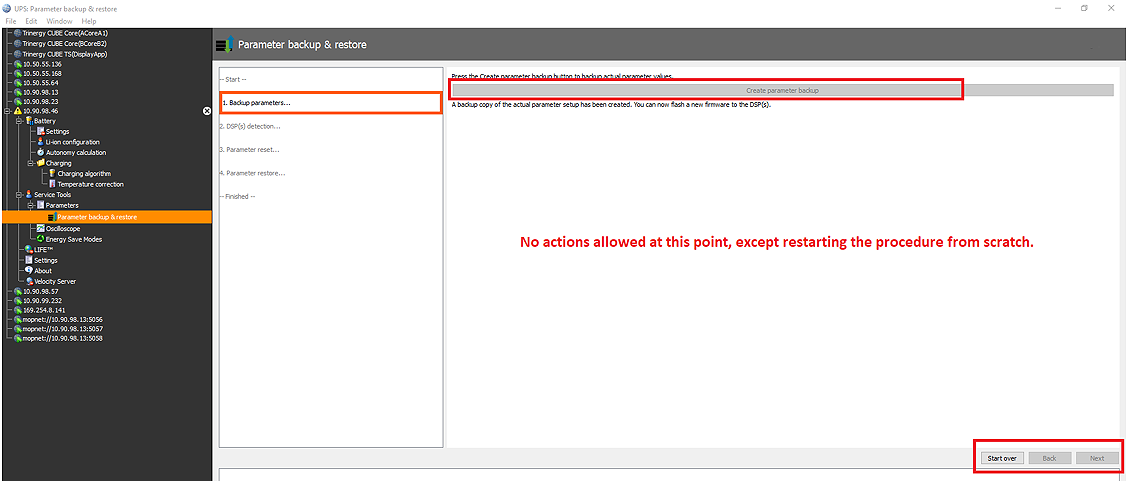 UPS: Parameter backup & restore
File Edit Window Help
Trinergy CUBE Core(ACoreA1)
Trinergy CUBE Core(BCoreB2)
Trinergy CUBE TS(DisplayApp)
10.50.55.136
10.50.55.168
10.50.55.64
10.90.98.13
10.90.98.23
10.90.98.46
Battery
Settings
Li-ion configuration
Autonomy calculation
Charging
Charging algorithm
Temperature correction
Service Tools
Parameters
Parameter backup & restore
Oscilloscope
Energy Save Modes
LIFE™
Settings
About
Velocity Server
10.90.98.57
10.90.99.232
169.254.8.141
mopnet://10.90.98.13:5056
mopnet://10.90.98.13:5057
mopnet://10.90.98.13:5058
Parameter backup & restore
-- Start --
1. Backup parameters...
2. DSP(s) detection...
3. Parameter reset...
4. Parameter restore...
-- Finished --
Press the Create parameter backup button to backup actual parameter values.
Create parameter backup
A backup copy of the actual parameter setup has been created. You can now flash a new firmware to the DSP(s).
No actions allowed at this point, except restarting the procedure from scratch.
Start over Back Next